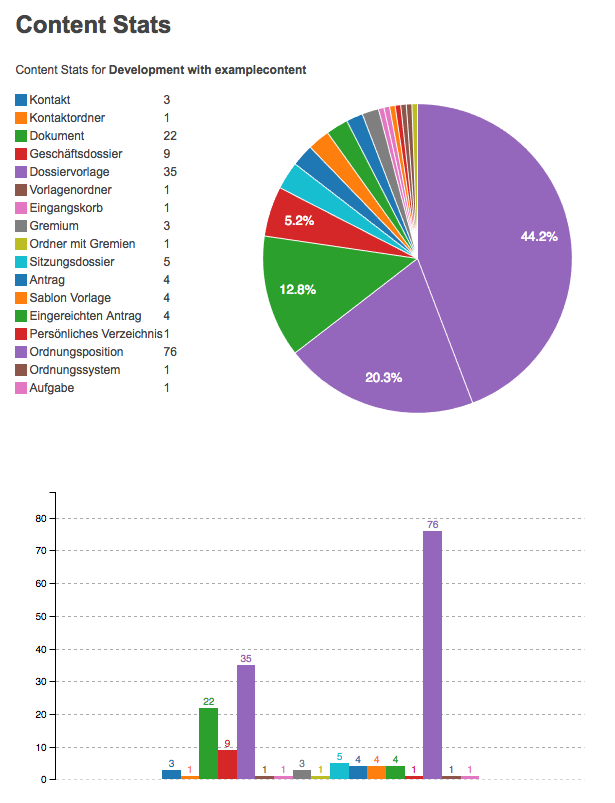 Content Stats
Content Stats for Development with examplecontent
Kontakt 3
Kontaktordner 1
Dokument 22
Geschäftsdossier 9
Dossiervorlage 35
Vorlagenordner 1
Eingangskorb 1
Gremium 3
Ordner mit Gremien 1
Sitzungsdossier 5
Antrag 4
Sablon Vorlage 4
Eingereichten Antrag 4
Persönliches Verzeichnis 1
Ordnungsposition 76
Ordnungssystem 1
Aufgabe 1
5.2%
44.2%
12.8%
20.3%
80
70
60
50
40
30
20
10
0
3 1 22 9 35 1 1 3 1 5 4 4 4 1 76 1 1